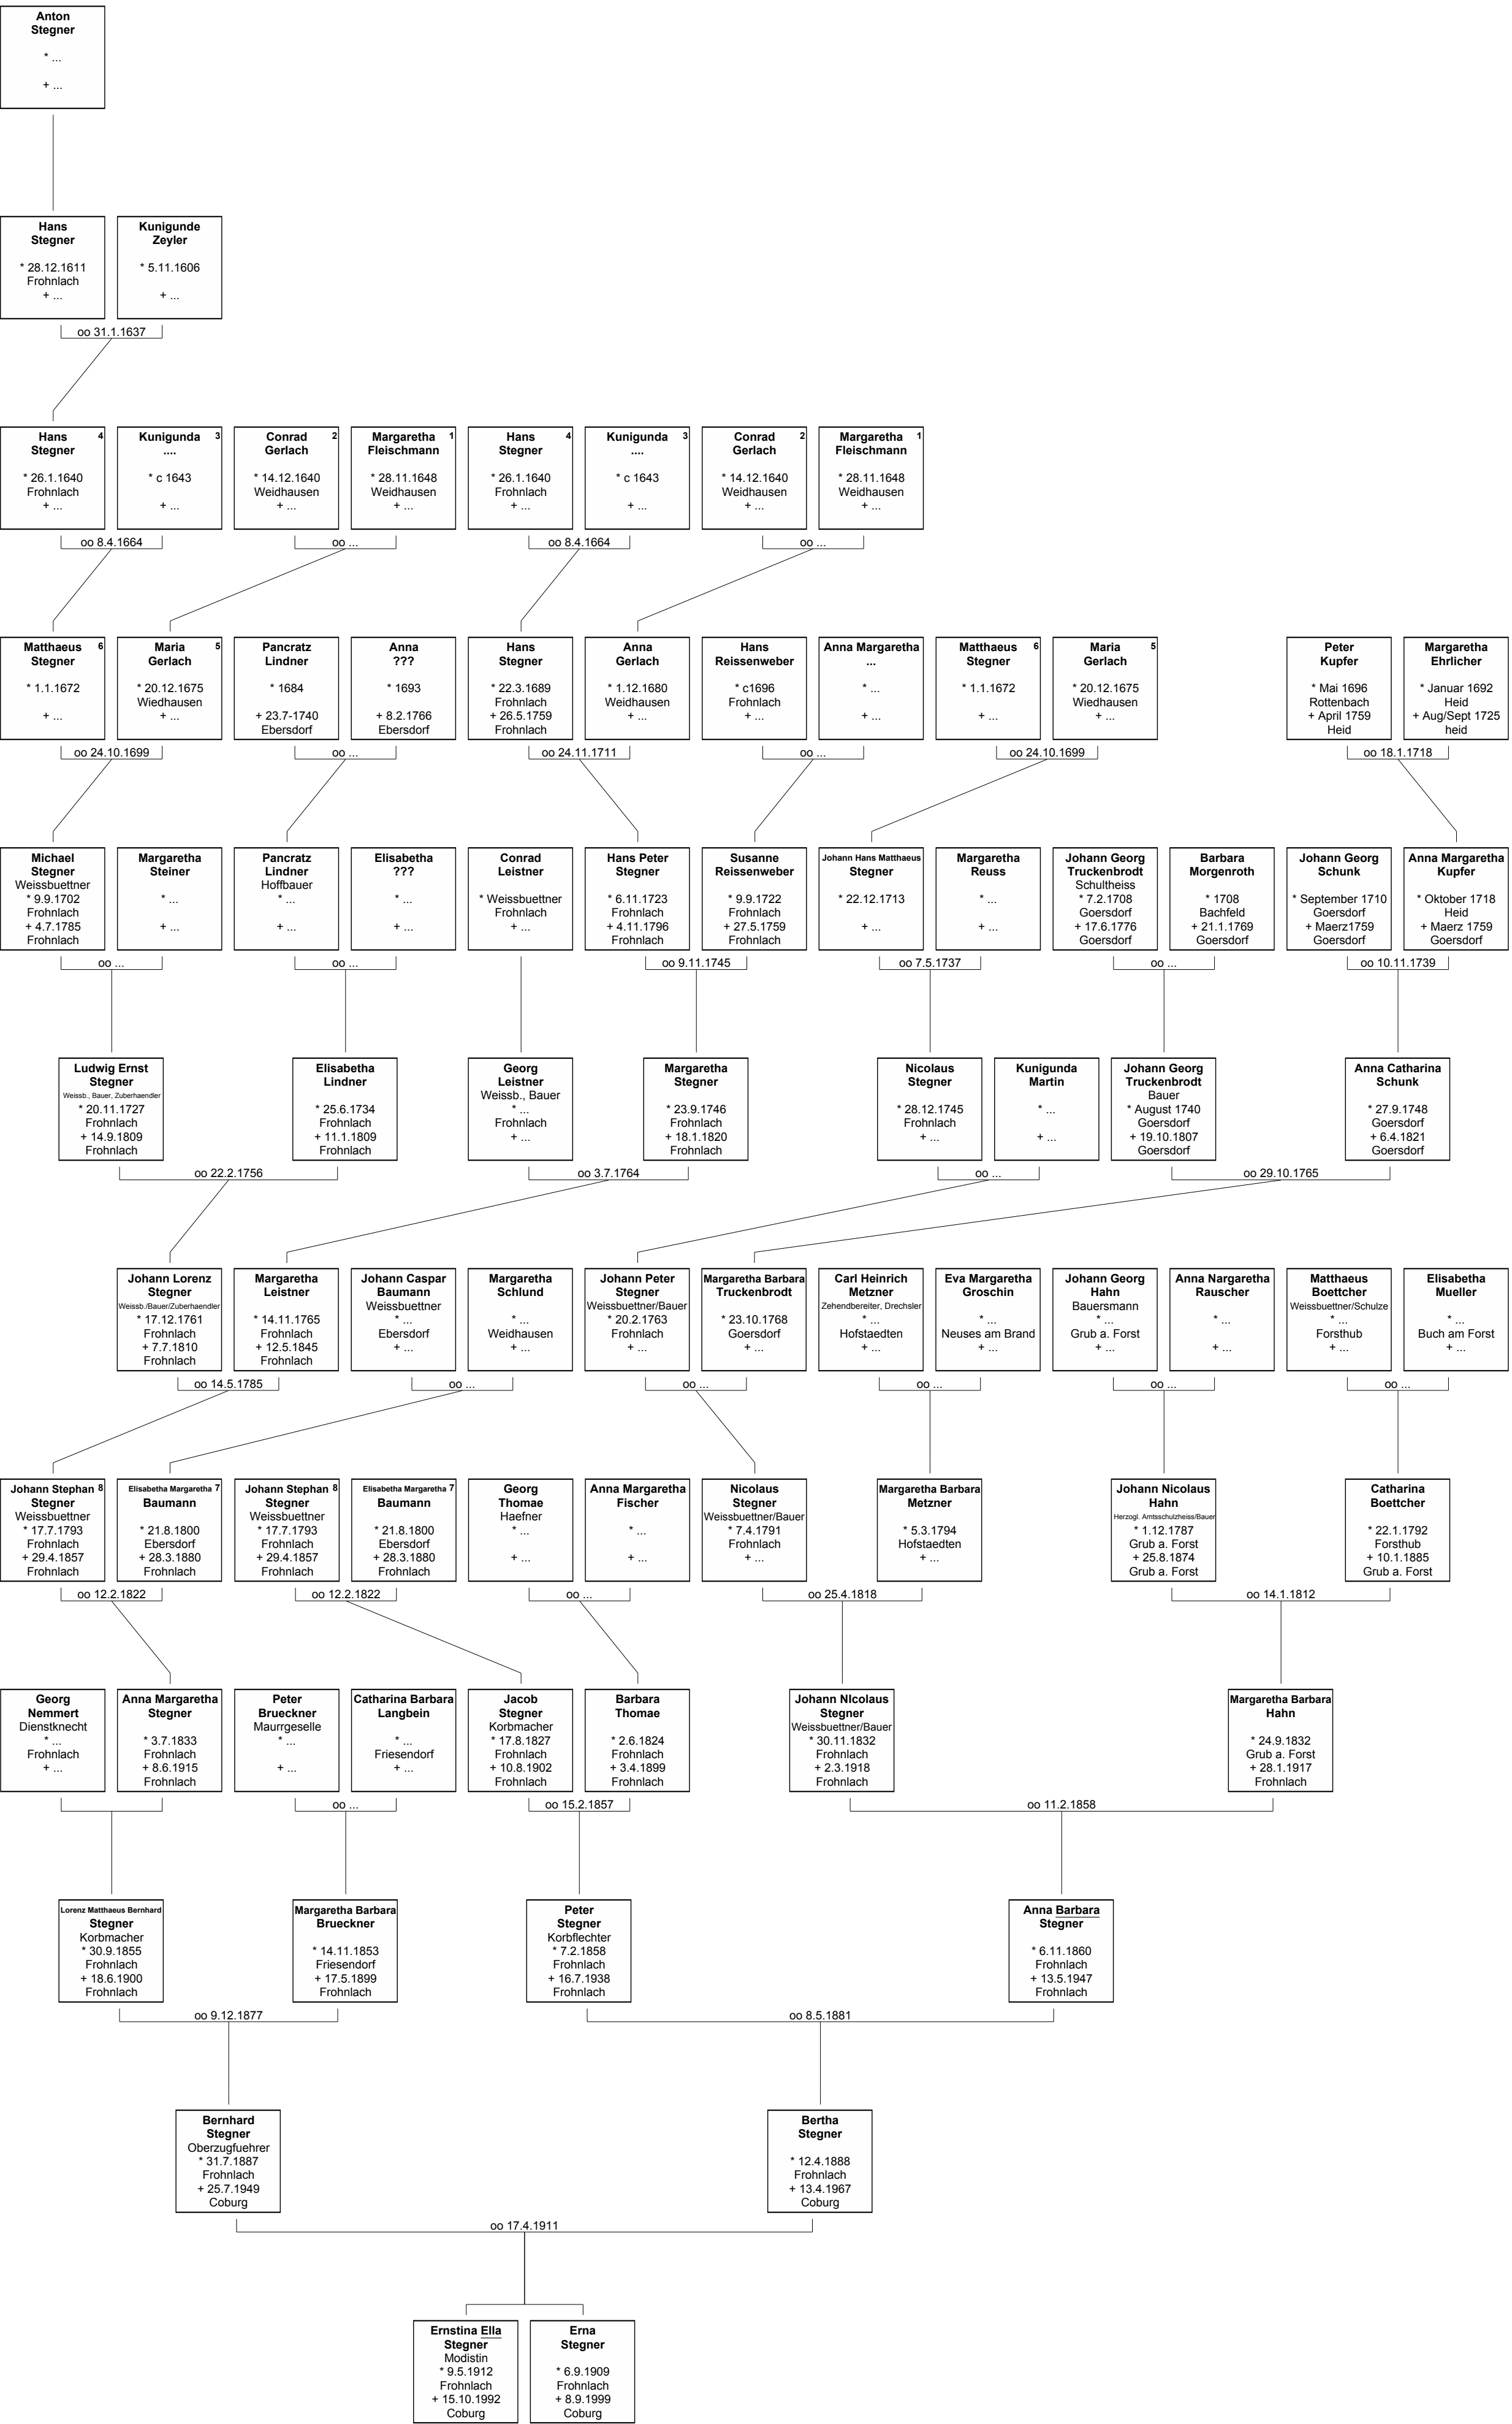 Anton
Stegner
* ...
+ ...
Hans
Stegner
* 28.12.1611
Frohnlach
+ ...
Kunigunde
Zeyler
* 5.11.1606
+ ...
oo 31.1.1637
Hans 4
Stegner
* 26.1.1640
Frohnlach
+ ...
Kunigunda 3
....
* c 1643
+ ...
Conrad 2
Gerlach
* 14.12.1640
Weidhausen
+ ...
Margaretha 1
Fleischmann
* 28.11.1648
Weidhausen
+ ...
Hans 4
Stegner
* 26.1.1640
Frohnlach
+ ...
Kunigunda 3
....
* c 1643
+ ...
Conrad 2
Gerlach
* 14.12.1640
Weidhausen
+ ...
Margaretha 1
Fleischmann
* 28.11.1648
Weidhausen
+ ...
oo 8.4.1664
oo ...
oo 8.4.1664
oo ...
Matthaeus 6
Stegner
* 1.1.1672
+ ...
Maria 5
Gerlach
* 20.12.1675
Wiedhausen
+ ...
Pancratz
Lindner
* 1684
+ 23.7-1740
Ebersdorf
Anna
???
* 1693
+ 8.2.1766
Ebersdorf
Hans
Stegner
* 22.3.1689
Frohnlach
+ 26.5.1759
Frohnlach
Anna
Gerlach
* 1.12.1680
Weidhausen
+ ...
Hans
Reissenweber
* c1696
Frohnlach
+ ...
Anna Margaretha
...
* ...
+ ...
Matthaeus 6
Stegner
* 1.1.1672
+ ...
Maria 5
Gerlach
* 20.12.1675
Wiedhausen
+ ...
Peter
Kupfer
* Mai 1696
Rottenbach
+ April 1759
Heid
Margaretha
Ehrlicher
* Januar 1692
Heid
+ Aug/Sept 1725
heid
oo 24.10.1699
oo ...
oo 24.11.1711
oo ...
oo 24.10.1699
oo 18.1.1718
Michael
Stegner
Weissbuettner
* 9.9.1702
Frohnlach
+ 4.7.1785
Frohnlach
Margaretha
Steiner
* ...
+ ...
Pancratz
Lindner
Hoffbauer
* ...
+ ...
Elisabetha
???
* ...
+ ...
Conrad
Leistner
* Weissbuettner
Frohnlach
+ ...
Hans Peter
Stegner
* 6.11.1723
Frohnlach
+ 4.11.1796
Frohnlach
Susanne
Reissenweber
* 9.9.1722
Frohnlach
+ 27.5.1759
Frohnlach
Johann Hans Matthaeus
Stegner
* 22.12.1713
+ ...
Margaretha
Reuss
* ...
+ ...
Johann Georg
Truckenbrodt
Schultheiss
* 7.2.1708
Goersdorf
+ 17.6.1776
Goersdorf
Barbara
Morgenroth
* 1708
Bachfeld
+ 21.1.1769
Goersdorf
Johann Georg
Schunk
* September 1710
Goersdorf
+ Maerz1759
Goersdorf
Anna Margaretha
Kupfer
* Oktober 1718
Heid
+ Maerz 1759
Goersdorf
oo ...
oo ...
oo 9.11.1745
oo 7.5.1737
oo ...
oo 10.11.1739
Ludwig Ernst
Stegner
Weissb., Bauer, Zuberhaendler
* 20.11.1727
Frohnlach
+ 14.9.1809
Frohnlach
Elisabetha
Lindner
* 25.6.1734
Frohnlach
+ 11.1.1809
Frohnlach
Georg
Leistner
Weissb., Bauer
* ...
Frohnlach
+ ...
Margaretha
Stegner
* 23.9.1746
Frohnlach
+ 18.1.1820
Frohnlach
Nicolaus
Stegner
* 28.12.1745
Frohnlach
+ ...
Kunigunda
Martin
* ...
+ ...
Johann Georg
Truckenbrodt
Bauer
* August 1740
Goersdorf
+ 19.10.1807
Goersdorf
Anna Catharina
Schunk
* 27.9.1748
Goersdorf
+ 6.4.1821
Goersdorf
oo 22.2.1756
oo 3.7.1764
oo ...
oo 29.10.1765
Johann Lorenz
Stegner
Weissb./Bauer/Zuberhaendler
* 17.12.1761
Frohnlach
+ 7.7.1810
Frohnlach
Margaretha
Leistner
* 14.11.1765
Frohnlach
+ 12.5.1845
Frohnlach
Johann Caspar
Baumann
Weissbuettner
* ...
Ebersdorf
+ ...
Margaretha
Schlund
* ...
Weidhausen
+ ...
Johann Peter
Stegner
Weissbuettner/Bauer
* 20.2.1763
Frohnlach
+ ...
Margaretha Barbara
Truckenbrodt
* 23.10.1768
Goersdorf
+ ...
Carl Heinrich
Metzner
Zehendbereiter, Drechsler
* ...
Hofstaedten
+ ...
Eva Margaretha
Groschin
* ...
Neuses am Brand
+ ...
Johann Georg
Hahn
Bauersmann
* ...
Grub a. Forst
+ ...
Anna Nargaretha
Rauscher
* ...
+ ...
Matthaeus
Boettcher
Weissbuettner/Schulze
* ...
Forsthub
+ ...
Elisabetha
Mueller
* ...
Buch am Forst
+ ...
oo 14.5.1785
oo ...
oo ...
oo ...
oo ...
oo ...
Johann Stephan 8
Stegner
Weissbuettner
* 17.7.1793
Frohnlach
+ 29.4.1857
Frohnlach
Elisabetha Margaretha 7
Baumann
* 21.8.1800
Ebersdorf
+ 28.3.1880
Frohnlach
Johann Stephan 8
Stegner
Weissbuettner
* 17.7.1793
Frohnlach
+ 29.4.1857
Frohnlach
Elisabetha Margaretha 7
Baumann
* 21.8.1800
Ebersdorf
+ 28.3.1880
Frohnlach
Georg
Thomae
Haefner
* ...
+ ...
Anna Margaretha
Fischer
* ...
+ ...
Nicolaus
Stegner
Weissbuettner/Bauer
* 7.4.1791
Frohnlach
+ ...
Margaretha Barbara
Metzner
* 5.3.1794
Hofstaedten
+ ...
Johann Nicolaus
Hahn
Herzogl. Amtsschulzheiss/Bauer
* 1.12.1787
Grub a. Forst
+ 25.8.1874
Grub a. Forst
Catharina
Boettcher
* 22.1.1792
Forsthub
+ 10.1.1885
Grub a. Forst
oo 12.2.1822
oo 12.2.1822
oo ...
oo 25.4.1818
oo 14.1.1812
Georg
Nemmert
Dienstknecht
* ...
Frohnlach
+ ...
Anna Margaretha
Stegner
* 3.7.1833
Frohnlach
+ 8.6.1915
Frohnlach
Peter
Brueckner
Maurrgeselle
* ...
+ ...
Catharina Barbara
Langbein
* ...
Friesendorf
+ ...
Jacob
Stegner
Korbmacher
* 17.8.1827
Frohnlach
+ 10.8.1902
Frohnlach
Barbara
Thomae
* 2.6.1824
Frohnlach
+ 3.4.1899
Frohnlach
Johann NIcolaus
Stegner
Weissbuettner/Bauer
* 30.11.1832
Frohnlach
+ 2.3.1918
Frohnlach
Margaretha Barbara
Hahn
* 24.9.1832
Grub a. Forst
+ 28.1.1917
Frohnlach
oo ...
oo 15.2.1857
oo 11.2.1858
Lorenz Matthaeus Bernhard
Stegner
Korbmacher
* 30.9.1855
Frohnlach
+ 18.6.1900
Frohnlach
Margaretha Barbara
Brueckner
* 14.11.1853
Friesendorf
+ 17.5.1899
Frohnlach
Peter
Stegner
Korbflechter
* 7.2.1858
Frohnlach
+ 16.7.1938
Frohnlach
Anna Barbara
Stegner
* 6.11.1860
Frohnlach
+ 13.5.1947
Frohnlach
oo 9.12.1877
oo 8.5.1881
Bernhard
Stegner
Oberzugfuehrer
* 31.7.1887
Frohnlach
+ 25.7.1949
Coburg
Bertha
Stegner
* 12.4.1888
Frohnlach
+ 13.4.1967
Coburg
oo 17.4.1911
Ernstina Ella
Stegner
Modistin
* 9.5.1912
Frohnlach
+ 15.10.1992
Coburg
Erna
Stegner
* 6.9.1909
Frohnlach
+ 8.9.1999
Coburg